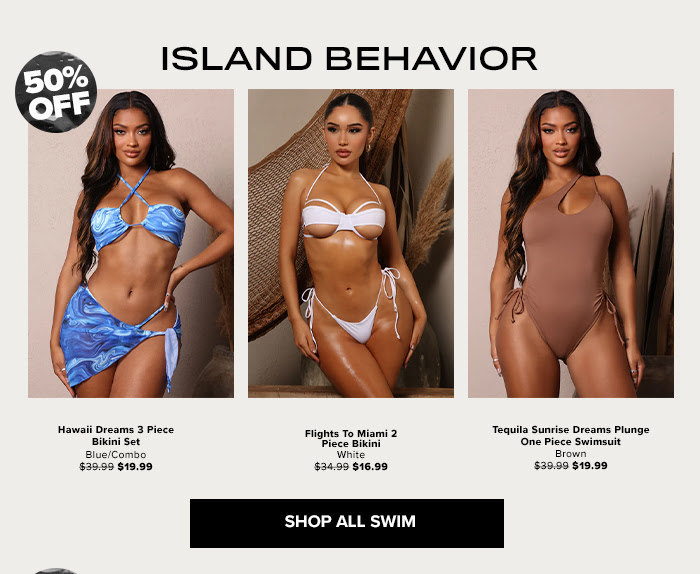 ISLAND BEHAVIOR
50%
OFF
Hawaii Dreams 3 Piece
Bikini Set
Blue/Combo
$39.99 $19.99
Flights To Miami 2
Piece Bikini
White
$34.99 $16.99
Tequila Sunrise Dreams Plunge
One Piece Swimsuit
Brown
$39.99 $19.99
SHOP ALL SWIM